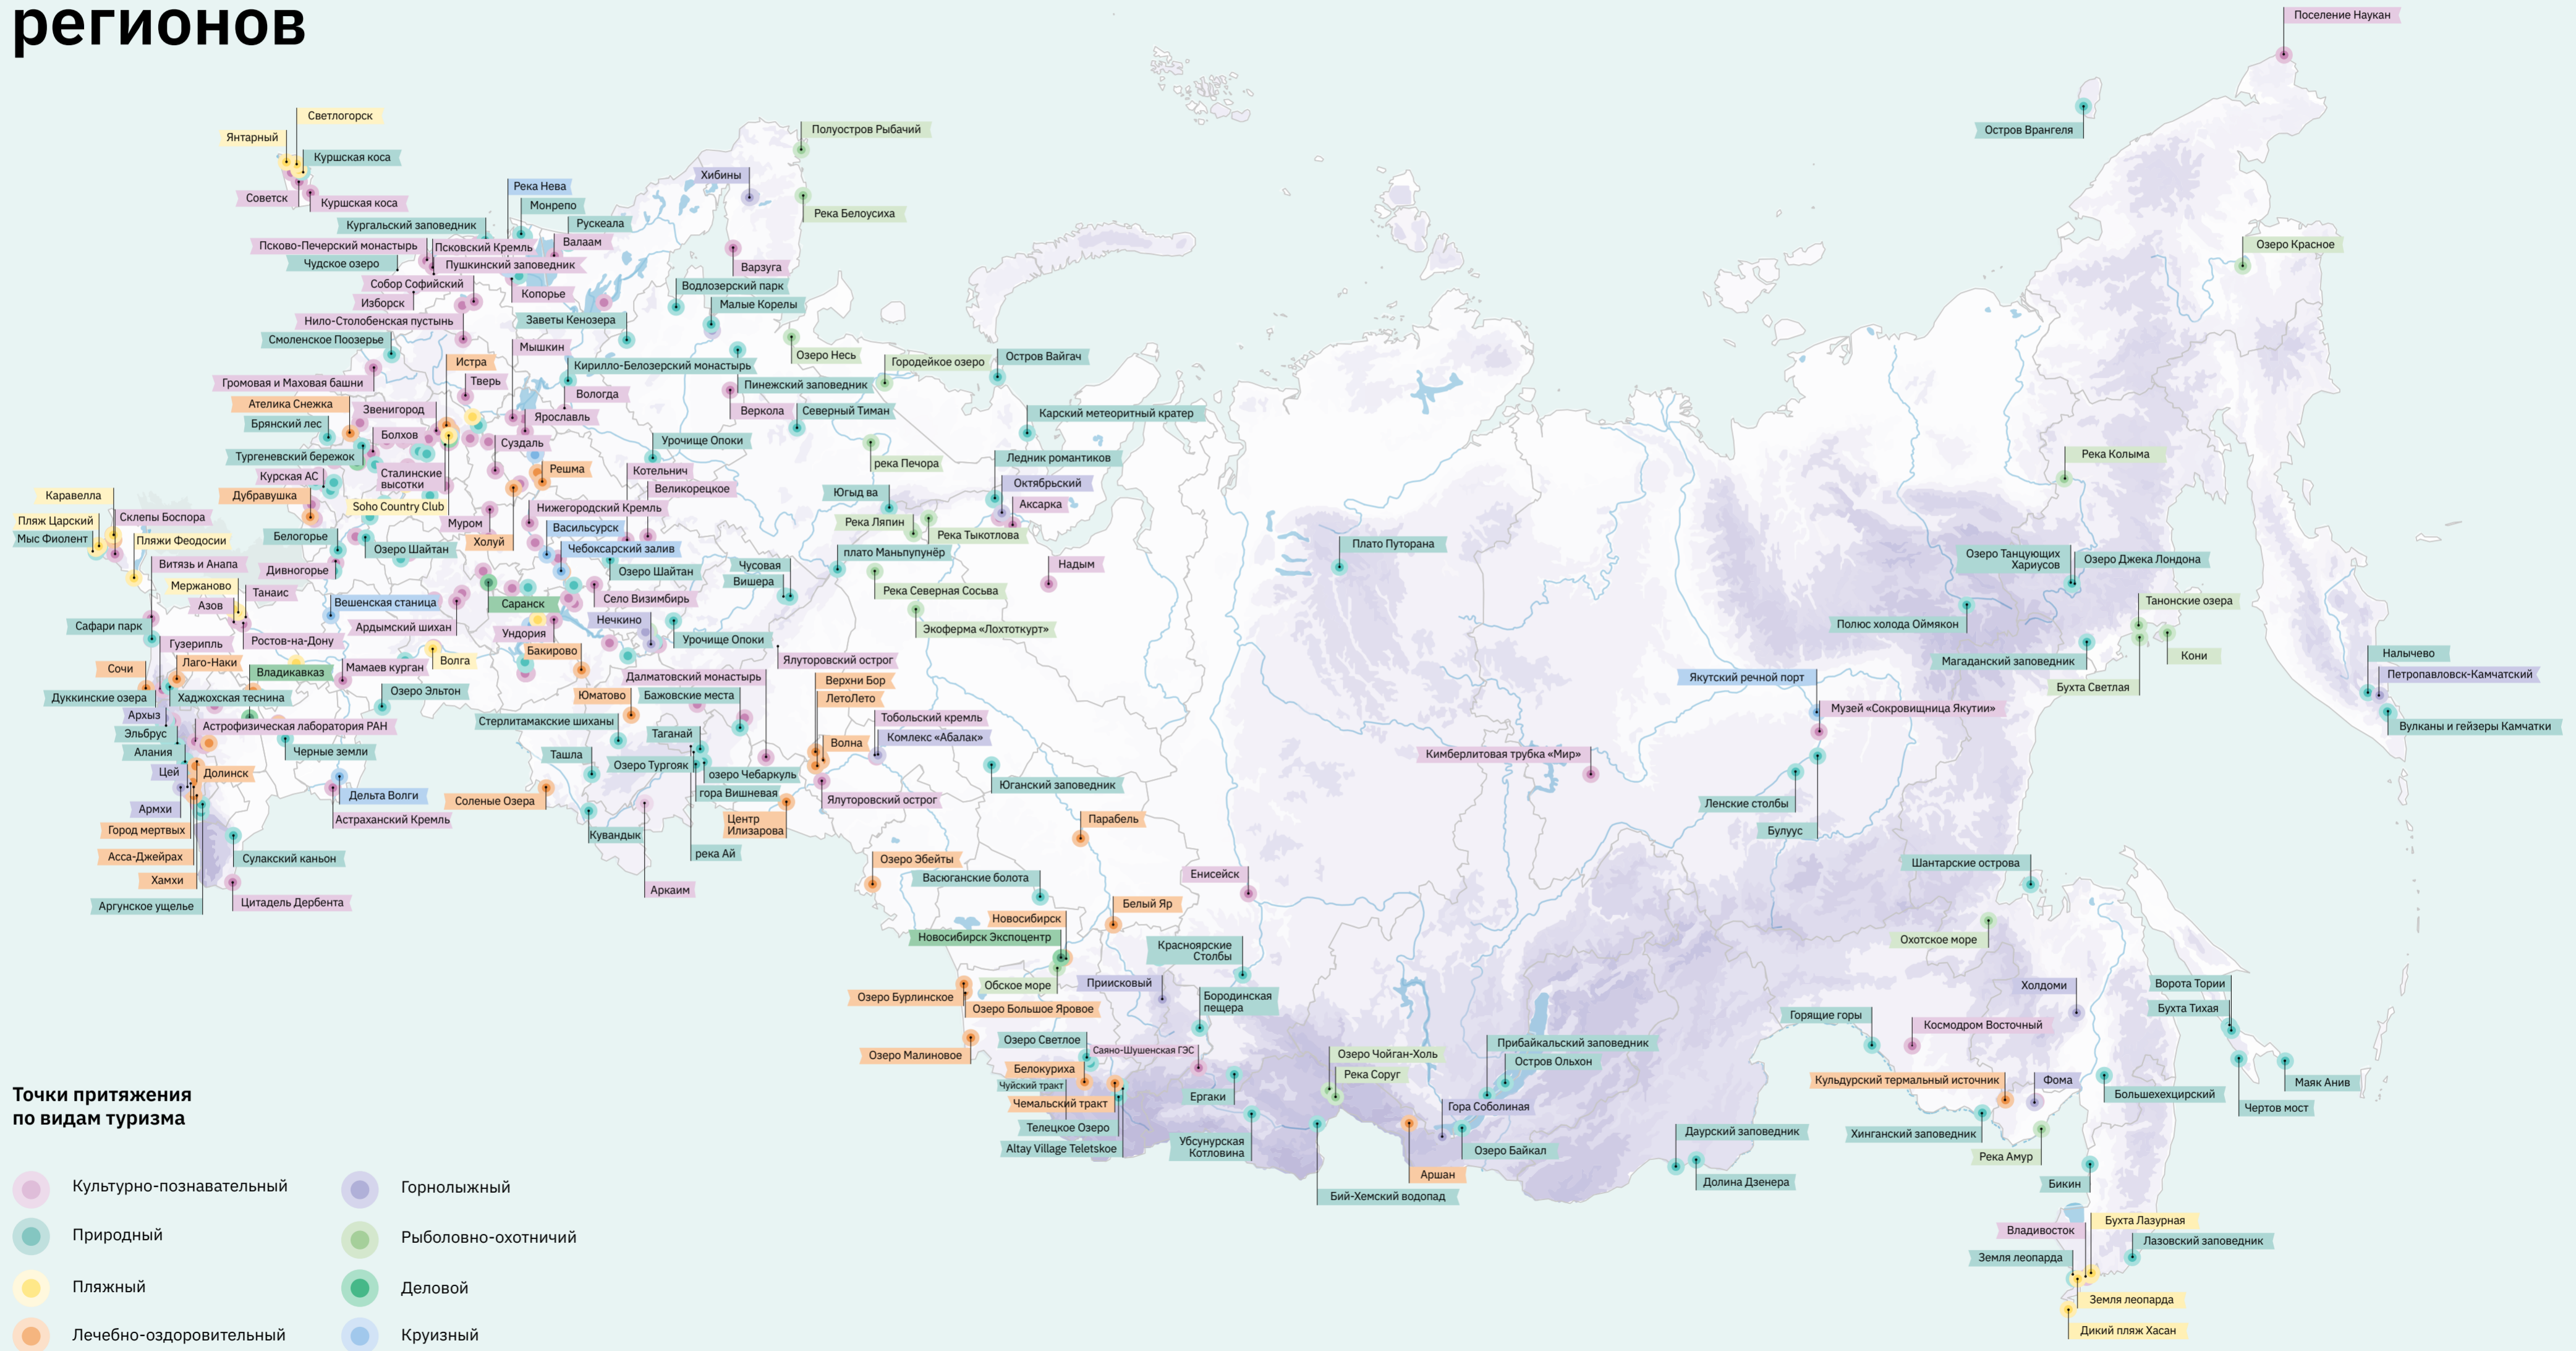 регионов
Поселение Наукан
Светлогорск
Янтарный
Полуостров Рыбачий
Остров Врангеля
Куршская коса
Хибины
Река Нева
Советск
Куршская коса
Монрепо
Река Белоусиха
Кургальский заповедник
Рускеала
Псково-Печерский монастырь
Псковский Кремль
Валаам
Озеро Красное
Чудское озеро
Пушкинский заповедник
Варзуга
Собор Софийский
Водлозерский парк
Изборск
Копорье
Малые Корелы
Нило-Столобенская пустынь
Заветы Кенозера
Смоленское Поозерье
Мышкин
Озеро Несь
Городейкое озеро
Остров Вайгач
Истра
Кирилло-Белозерский монастырь
Громовая и Маховая башни
Тверь
Пинежский заповедник
Вологда
Ателика Снежка
Звенигород
Веркола
Северный Тиман
Карский метеоритный кратер
Ярославль
Брянский лес
Болхов
Суздаль
Урочище Опоки
Тургеневский бережок
река Печора
Ледник романтиков
Река Колыма
Курская АС
Сталинские
высотки
Решма
Котельнич
Октябрьский
Великорецкое
Югыд ва
Каравелла
Дубравушка
Soho Country Club
Нижегородский Кремль
Аксарка
Пляж Царский
Склепы Боспора
Муром
Васильсурск
Река Ляпин
Река Тыкотлова
Мыс Фиолент
Пляжи Феодосии
Белогорье
Озеро Шайтан
Холуй
Чебоксарский залив
плато Маньпупунёр
Плато Путорана
Витязь и Анапа
Дивногорье
Озеро Шайтан
Чусовая
Надым
Озеро Танцующих
Хариусов
Озеро Джека Лондона
Мержаново
Танаис
Вишера
Река Северная Сосьва
Азов
Вешенская станица
Саранск
Село Визимбирь
Танонские озера
Сафари парк
Ардымский шихан
Нечкино
Экоферма «Лохтоткурт»
Полюс холода Оймякон
Гузерипль
Ростов-на-Дону
Ундория
Урочище Опоки
Кони
Сочи
Лаго-Наки
Владикавказ
Мамаев курган
Волга
Бакирово
Ялуторовский острог
Магаданский заповедник
Налычево
Далматовский монастырь
Верхни Бор
Якутский речной порт
Петропавловск-Камчатский
Дуккинские озера
Хаджохская теснина
Озеро Эльтон
Юматово
Бажовские места
ЛетоЛето
Бухта Светлая
Архыз
Астрофизическая лаборатория РАН
Стерлитамакские шиханы
Тобольский кремль
Музей «Сокровищница Якутии»
Вулканы и гейзеры Камчатки
Эльбрус
Таганай
Волна
Комлекс «Абалак»
Алания
Черные земли
Ташла
Озеро Тургояк
Кимберлитовая трубка «Мир»
Цей
Долинск
озеро Чебаркуль
Юганский заповедник
Дельта Волги
Соленые Озера
гора Вишневая
Ялуторовский острог
Ленские столбы
Армхи
Астраханский Кремль
Центр
Илизарова
Парабель
Город мертвых
Кувандык
Булуус
Асса-Джейрах
Сулакский каньон
река Ай
Озеро Эбейты
Шантарские острова
Хамхи
Аркаим
Васюганские болота
Енисейск
Аргунское ущелье
Цитадель Дербента
Белый Яр
Новосибирск
Новосибирск Экспоцентр
Красноярские
Столбы
Охотское море
Обское море
Приисковый
Холдоми
Ворота Тории
Озеро Бурлинское
Озеро Большое Яровое
Бородинская
пещера
Бухта Тихая
Горящие горы
Космодром Восточный
Озеро Светлое
Саяно-Шушенская ГЭС
Прибайкальский заповедник
Озеро Малиновое
Озеро Чойган-Холь
Остров Ольхон
Белокуриха
Река Соруг
Кульдурский термальный источник
Фома
Маяк Анив
Чуйский тракт
Ергаки
Большехехцирский
Чемальский тракт
Гора Соболиная
Чертов мост
Телецкое Озеро
Даурский заповедник
Хинганский заповедник
Altay Village Teletskoe
Убсунурская
Котловина
Озеро Байкал
Река Амур
Аршан
Долина Дзенера
Бикин
Бий-Хемский водопад
Бухта Лазурная
Владивосток
Лазовский заповедник
Земля леопарда
Земля леопарда
Дикий пляж Хасан
Точки притяжения
по видам туризма
Культурно-познавательный
Горнолыжный
Природный
Рыболовно-охотничий
Пляжный
Деловой
Лечебно-оздоровительный
Круизный